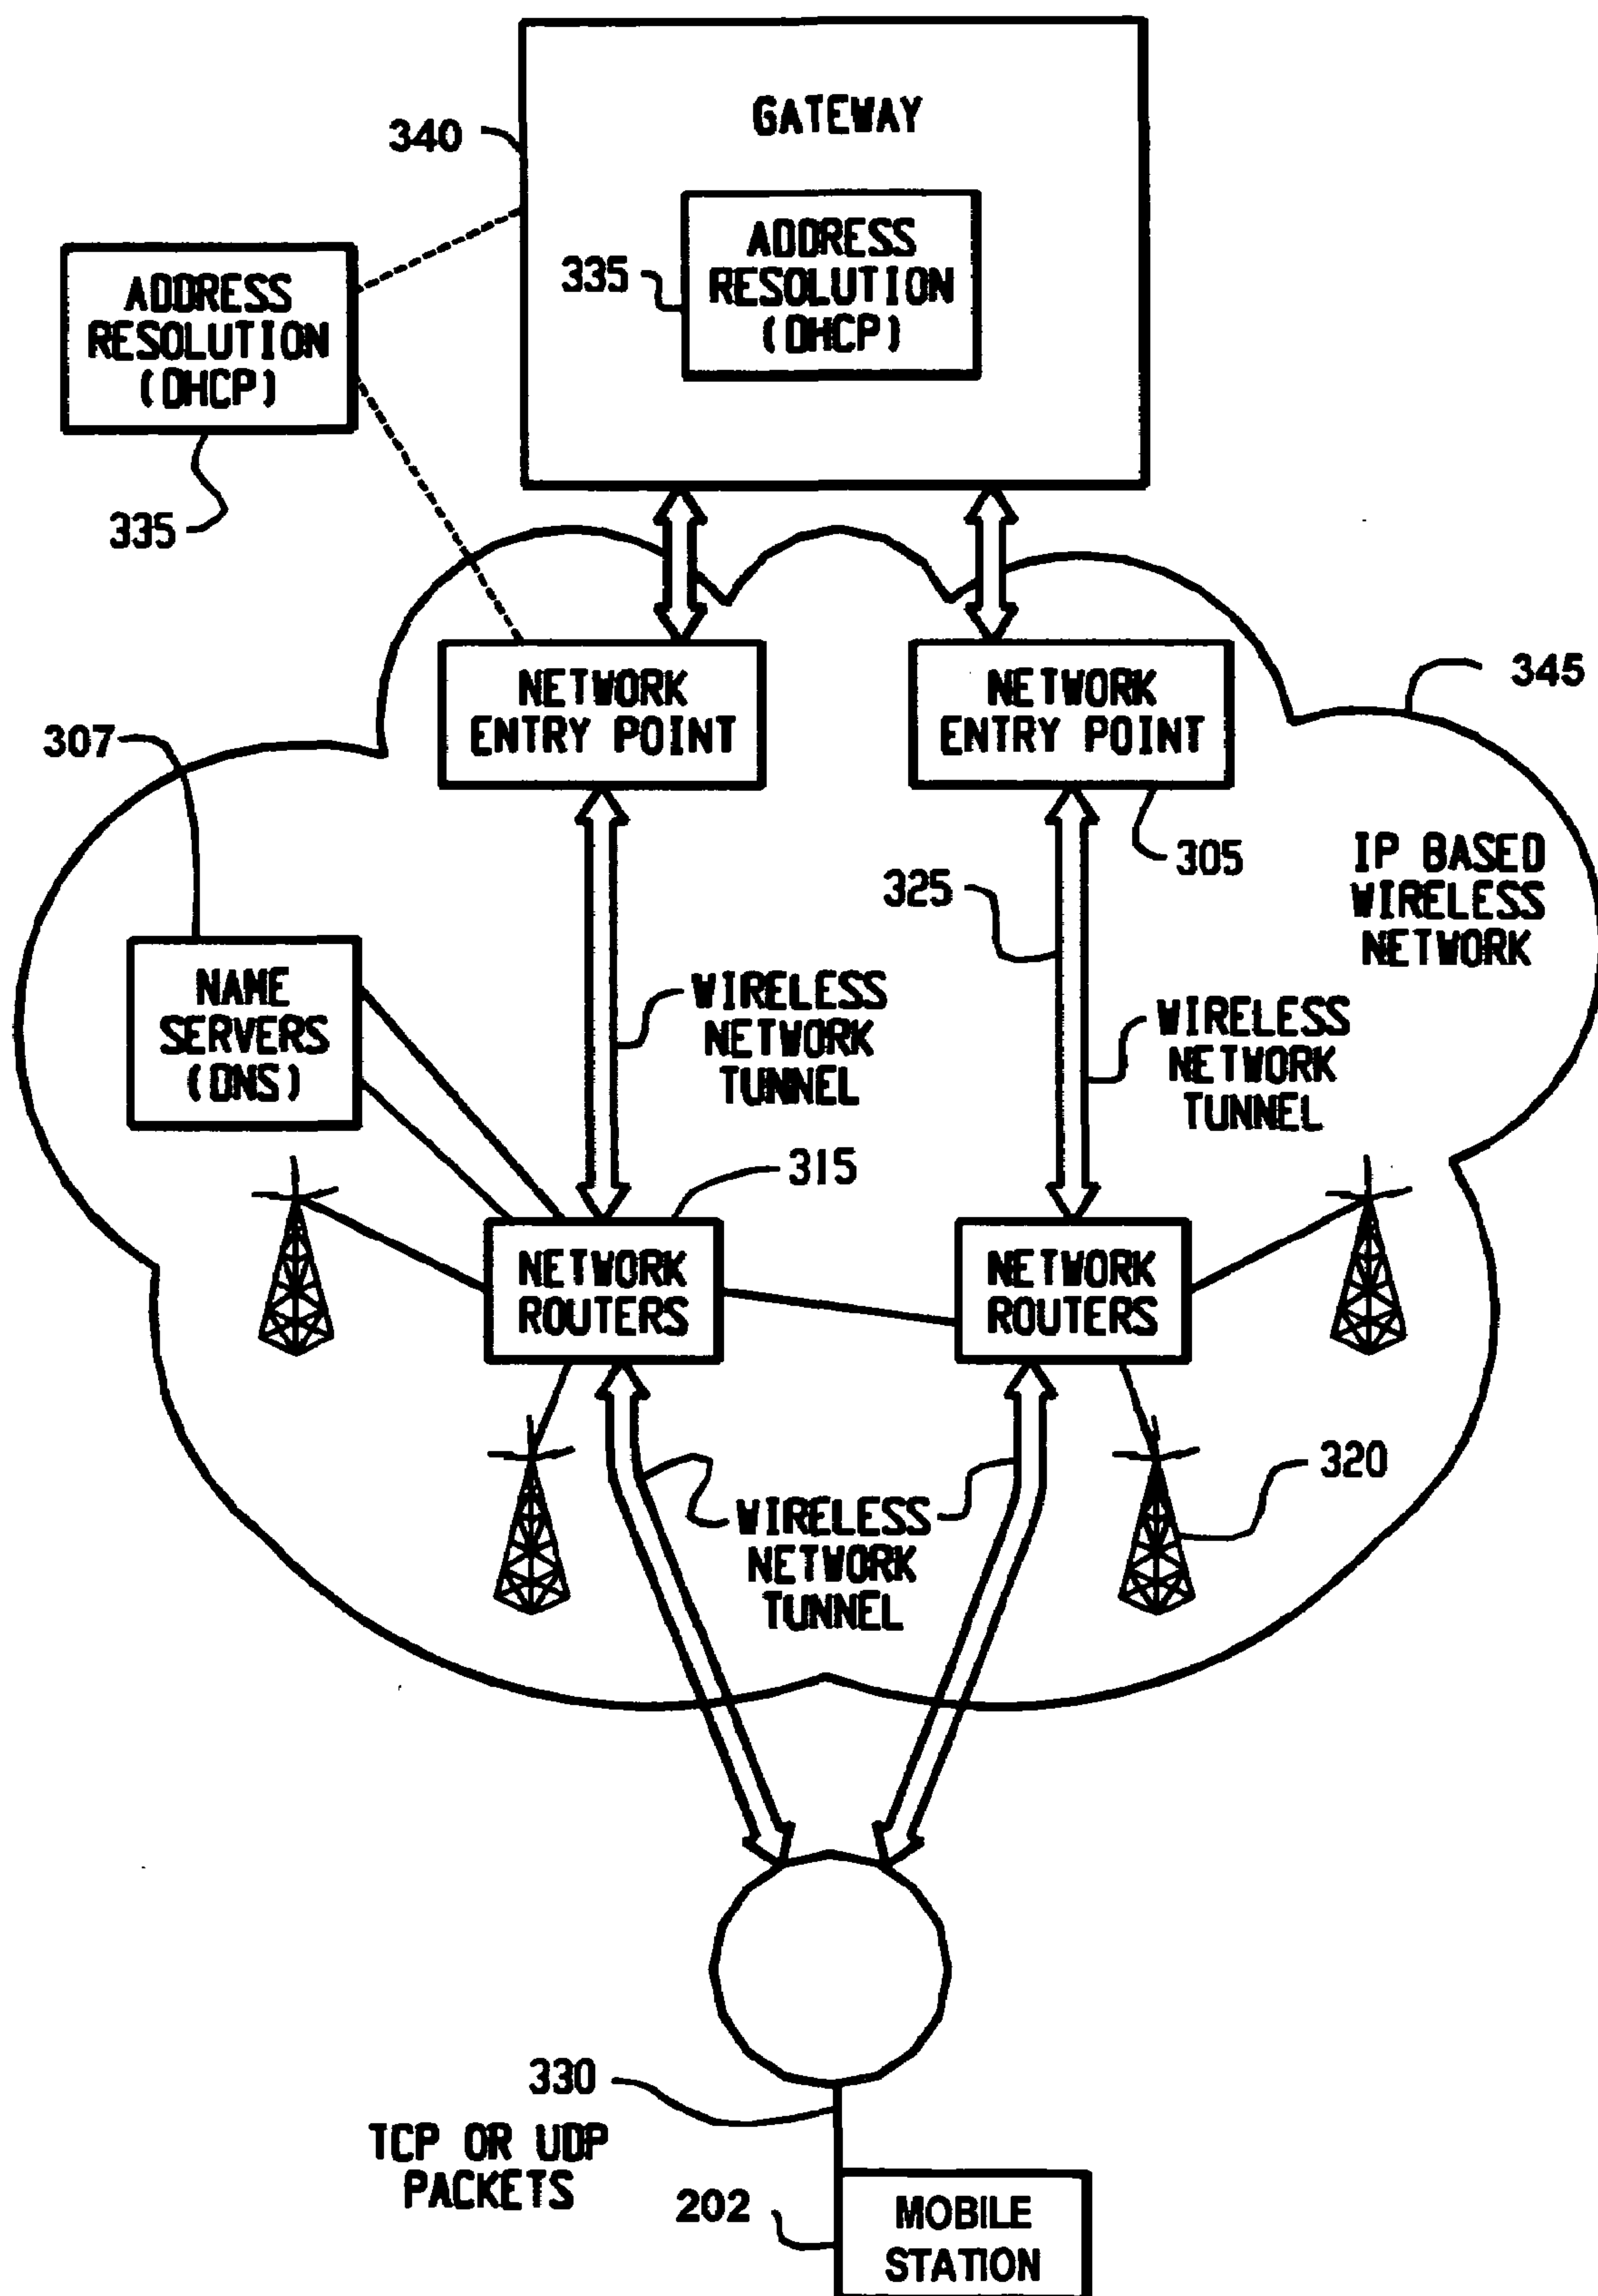 GATEWAY
340
ADDRESS
RESOLUTION
(DHCP)
335
ADDRESS
RESOLUTION
(DHCP)
335
NETWORK
ENTRY POINT
NETWORK
ENTRY POINT
345
307
305
325
IP BASED
WIRELESS
NETWORK
NAME
SERVERS
(DNS)
WIRELESS
NETWORK
TUNNEL
WIRELESS
NETWORK
TUNNEL
315
NETWORK
ROUTERS
NETWORK
ROUTERS
320
WIRELESS
NETWORK
TUNNEL
330
TCP OR UDP
PACKETS
202
MOBILE
STATION